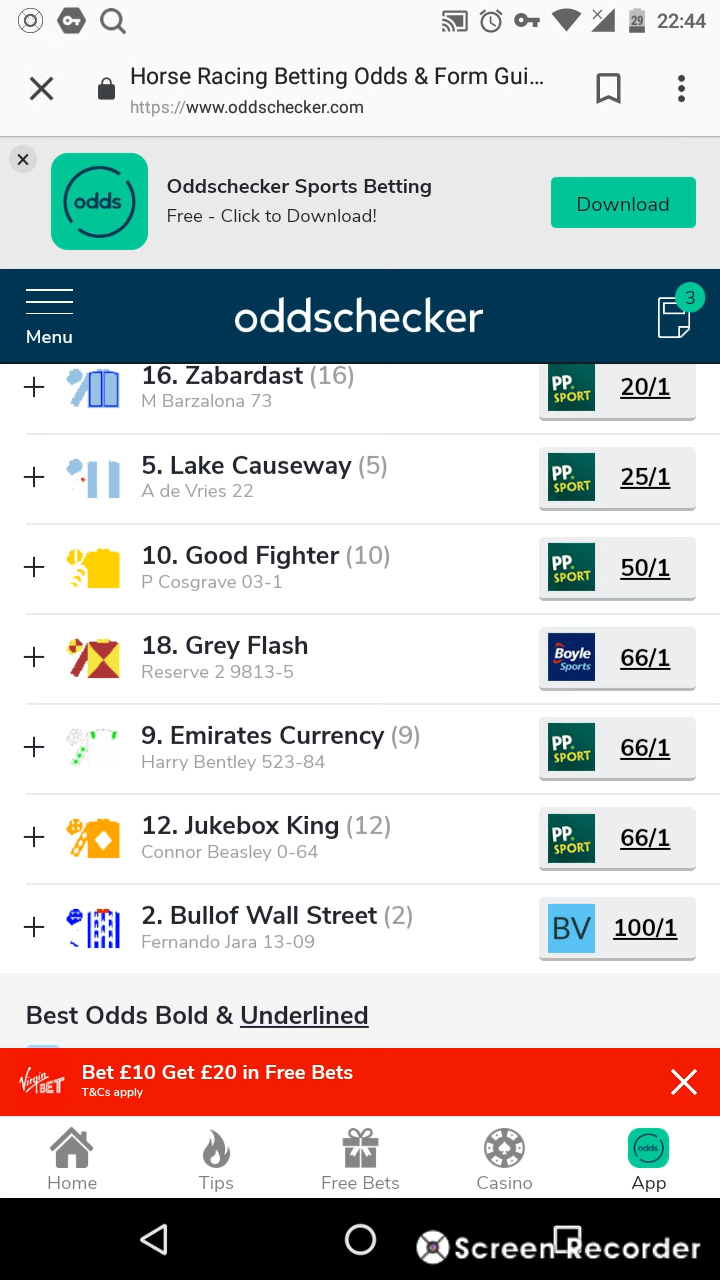 29 22:44
Horse Racing Betting Odds & Form Gui...
https://www.oddschecker.com
odds
Oddschecker Sports Betting
Free - Click to Download!
Download
Menu
oddschecker
3
16. Zabardast (16)
M Barzalona 73
PP. SPORT 20/1
5. Lake Causeway (5)
A de Vries 22
PP. SPORT 25/1
10. Good Fighter (10)
P Cosgrave 03-1
PP. SPORT 50/1
18. Grey Flash
Reserve 2 9813-5
Boyle Sports 66/1
9. Emirates Currency (9)
Harry Bentley 523-84
PP. SPORT 66/1
12. Jukebox King (12)
Connor Beasley 0-64
PP. SPORT 66/1
2. Bullof Wall Street (2)
Fernando Jara 13-09
BV 100/1
Best Odds Bold & Underlined
Virgin BET
Bet £10 Get £20 in Free Bets
T&Cs apply
Home Tips Free Bets Casino odds App
Screen Recorder